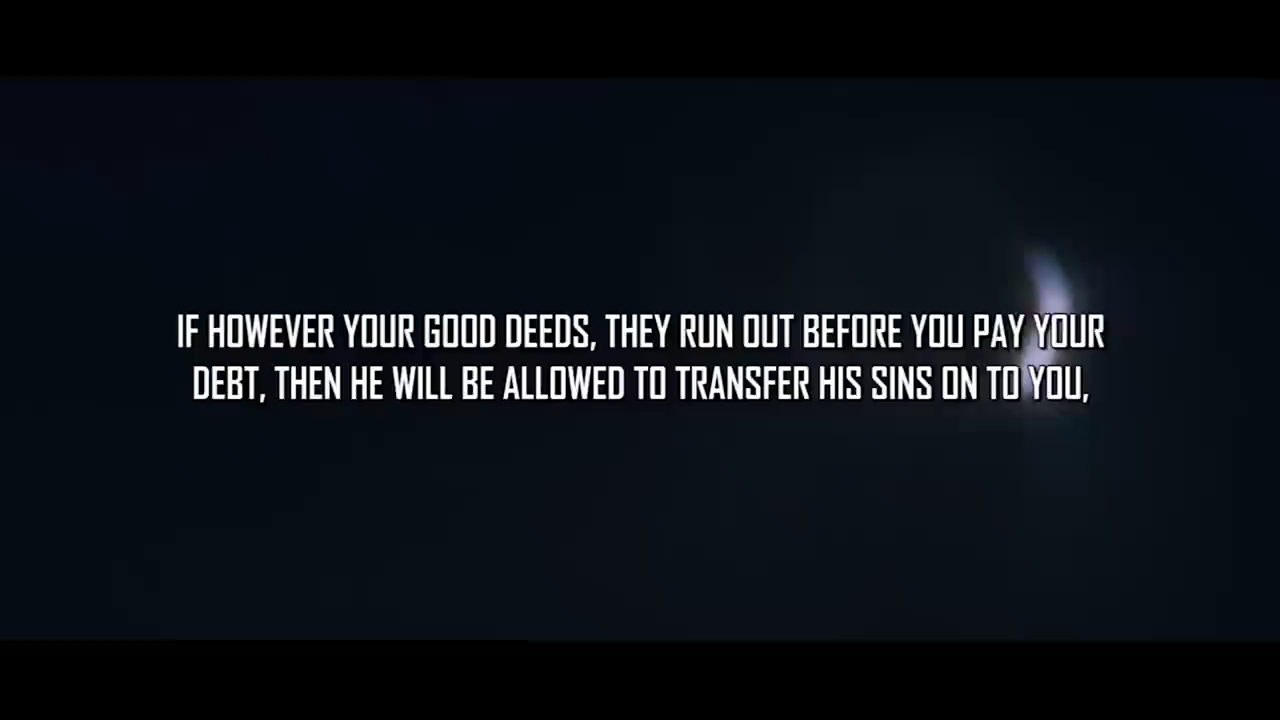 IF HOWEVER YOUR GOOD DEEDS, THEY RUN OUT BEFORE YOU PAY YOUR
DEBT, THEN HE WILL BE ALLOWED TO TRANSFER HIS SINS ON TO YOU,